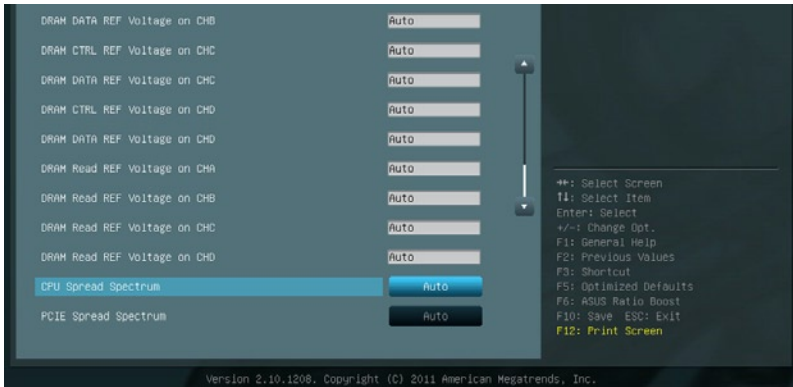 DRAM DATA REF Voltage on CHB Auto
DRAM CTRL REF Voltage on CHC Auto
DRAM DATA REF Voltage on CHC Auto
DRAM CTRL REF Voltage on CHD Auto
DRAM DATA REF Voltage on CHD Auto
DRAM Read REF Voltage on CHA Auto
DRAM Read REF Voltage on CHB Auto
DRAM Read REF Voltage on CHC Auto
DRAM Read REF Voltage on CHD Auto
CPU Spread Spectrum Auto
PCIE Spread Spectrum Auto
→←: Select Screen
↑↓: Select Item
Enter: Select
+/-: Change Opt.
F1: General Help
F2: Previous Values
F3: Shortcut
F5: Optimized Defaults
F6: ASUS Ratio Boost
F10: Save ESC: Exit
F12: Print Screen
Version 2.10.1208. Copyright (C) 2011 American Megatrends, Inc.